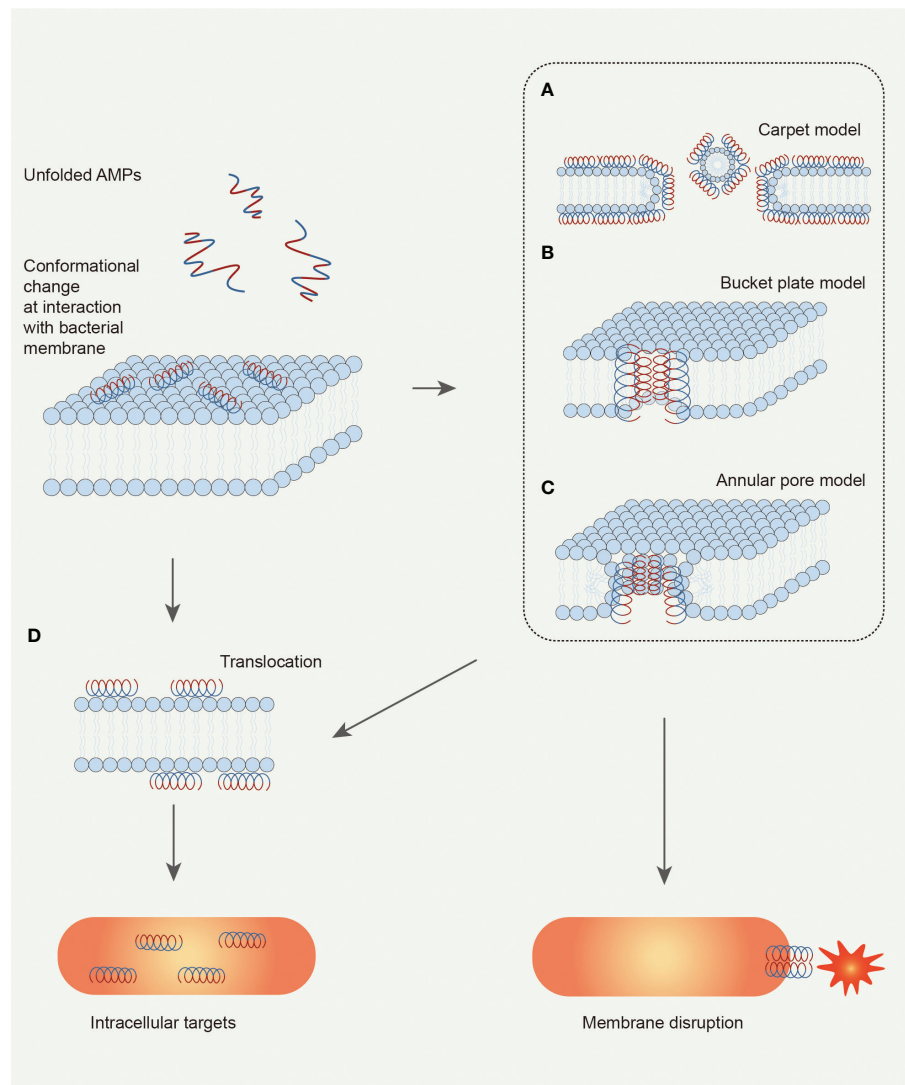 Unfolded AMPs
Conformational
change
at interaction
with bacterial
membrane
A
Carpet model
B
Bucket plate model
C
Annular pore model
D
Translocation
Intracellular targets
Membrane disruption